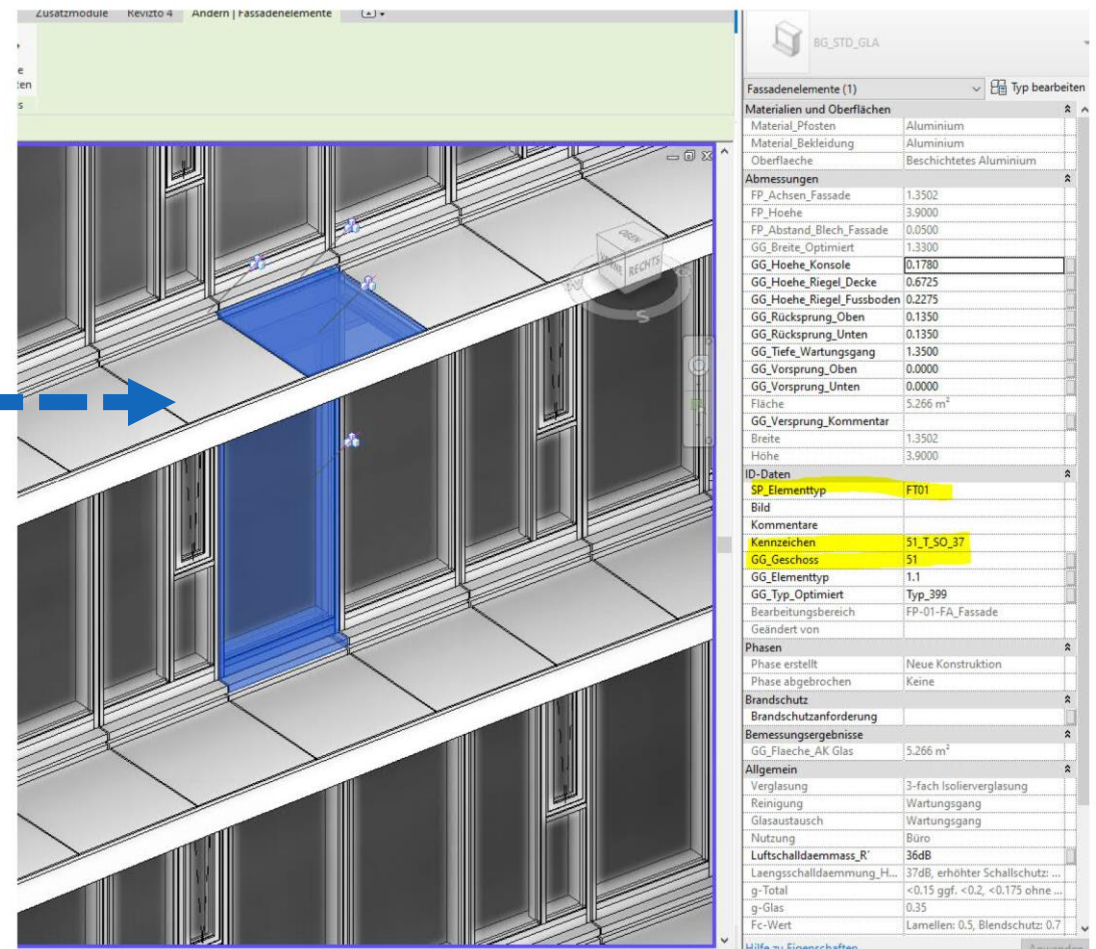 Zusatzmodule Revizto 4 Ändern | Fassadenelemente
e
ten
s
OBEN
RECHTS
S
BG_STD_GLA
Fassadenelemente (1) Typ bearbeiten
Materialien und Oberflächen
Material_Pfosten Aluminium
Material_Bekleidung Aluminium
Oberflaeche Beschichtetes Aluminium
Abmessungen
FP_Achsen_Fassade 1.3502
FP_Hoehe 3.9000
FP_Abstand_Blech_Fassade 0.0500
GG_Breite_Optimiert 1.3300
GG_Hoehe_Konsole 0.1780
GG_Hoehe_Riegel_Decke 0.6725
GG_Hoehe_Riegel_Fussboden 0.2275
GG_Rücksprung_Oben 0.1350
GG_Rücksprung_Unten 0.1350
GG_Tiefe_Wartungsgang 1.3500
GG_Vorsprung_Oben 0.0000
GG_Vorsprung_Unten 0.0000
Fläche 5.266 m²
GG_Versprung_Kommentar
Breite 1.3502
Höhe 3.9000
ID-Daten
SP_Elementtyp FT01
Bild
Kommentare
Kennzeichen 51_T_SO_37
GG_Geschoss 51
GG_Elementtyp 1.1
GG_Typ_Optimiert Typ_399
Bearbeitungsbereich FP-01-FA_Fassade
Geändert von
Phasen
Phase erstellt Neue Konstruktion
Phase abgebrochen Keine
Brandschutz
Brandschutzanforderung
Bemessungsergebnisse
GG_Flaeche_AK Glas 5.266 m²
Allgemein
Verglasung 3-fach Isolierverglasung
Reinigung Wartungsgang
Glasaustausch Wartungsgang
Nutzung Büro
Luftschalldaemmass_R´ 36dB
Laengsschalldaemmung_H... 37dB, erhöhter Schallschutz: ...
g-Total <0.15 ggf. <0.2, <0.175 ohne ...
g-Glas 0.35
Fc-Wert Lamellen: 0.5, Blendschutz: 0.7
Hilfe zu Eigenschaften Anwenden